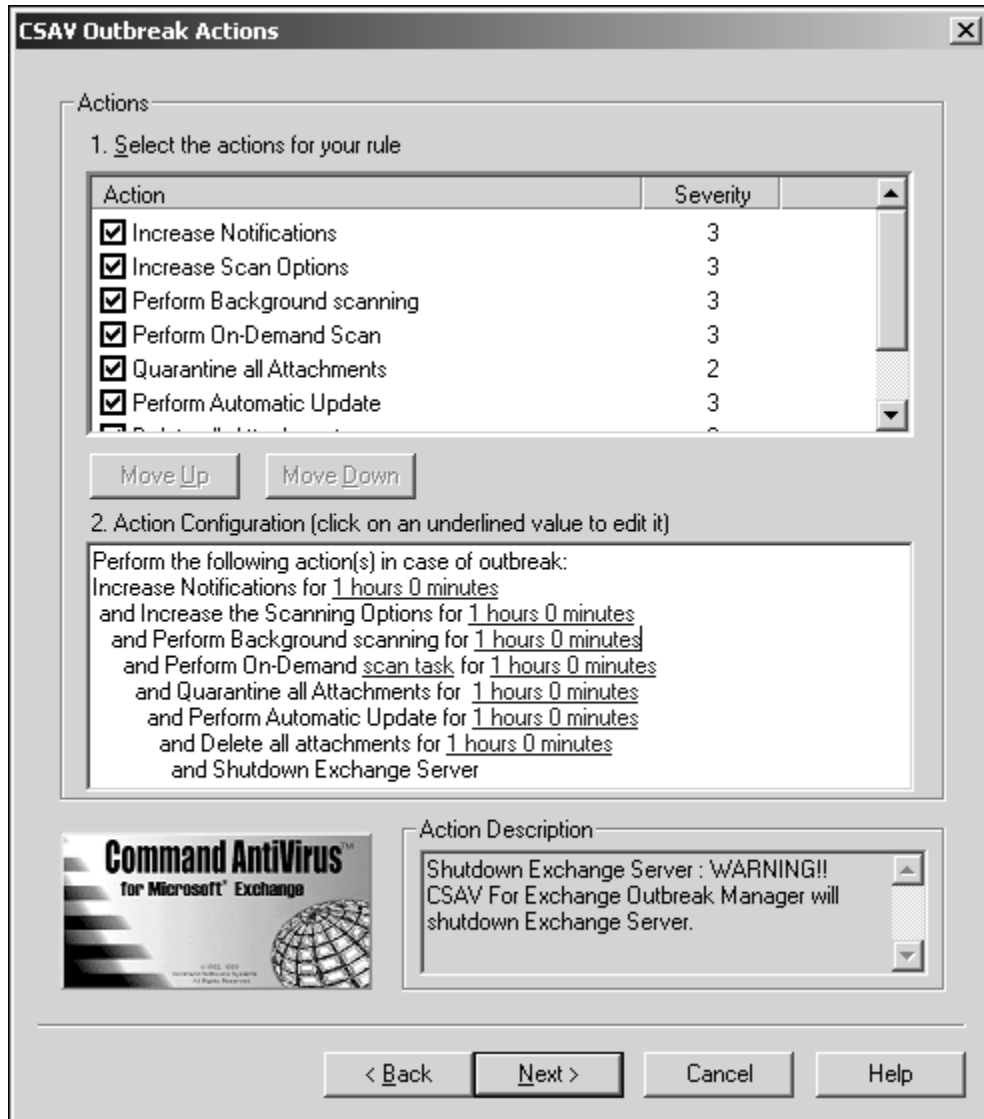 CSAV Outbreak Actions
Actions
1. Select the actions for your rule
Action Severity
Increase Notifications 3
Increase Scan Options 3
Perform Background scanning 3
Perform On-Demand Scan 3
Quarantine all Attachments 2
Perform Automatic Update 3
Move Up Move Down
2. Action Configuration (click on an underlined value to edit it)
Perform the following action(s) in case of outbreak:
Increase Notifications for 1 hours 0 minutes
and Increase the Scanning Options for 1 hours 0 minutes
and Perform Background scanning for 1 hours 0 minutes
and Perform On-Demand scan task for 1 hours 0 minutes
and Quarantine all Attachments for 1 hours 0 minutes
and Perform Automatic Update for 1 hours 0 minutes
and Delete all attachments for 1 hours 0 minutes
and Shutdown Exchange Server
Command AntiVirus™
for Microsoft® Exchange
Action Description
Shutdown Exchange Server : WARNING!!
CSAV For Exchange Outbreak Manager will
shutdown Exchange Server.
< Back Next > Cancel Help